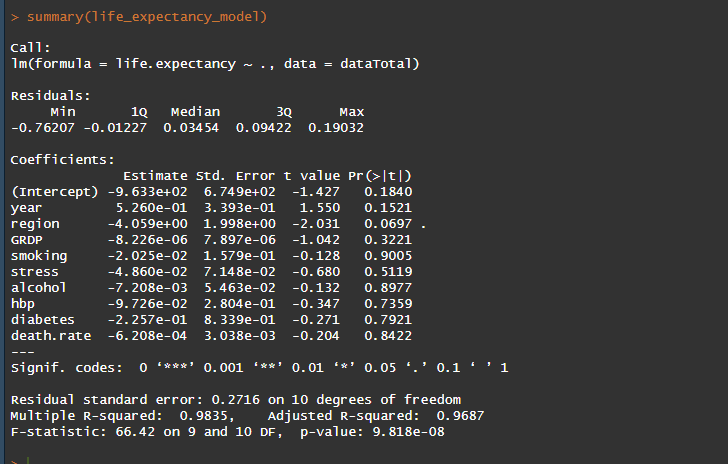 > summary(life_expectancy_model)
Call:
lm(formula = life.expectancy ~ ., data = dataTotal)
Residuals:
     Min       1Q   Median       3Q      Max
-0.76207 -0.01227  0.03454  0.09422  0.19032
Coefficients:
              Estimate Std. Error t value Pr(>|t|)
(Intercept) -9.633e+02  6.749e+02  -1.427   0.1840
year         5.260e-01  3.393e-01   1.550   0.1521
region      -4.059e+00  1.998e+00  -2.031   0.0697 .
GRDP        -8.226e-06  7.897e-06  -1.042   0.3221
smoking     -2.025e-02  1.579e-01  -0.128   0.9005
stress      -4.860e-02  7.148e-02  -0.680   0.5119
alcohol     -7.208e-03  5.463e-02  -0.132   0.8977
hbp         -9.726e-02  2.804e-01  -0.347   0.7359
diabetes    -2.257e-01  8.339e-01  -0.271   0.7921
death.rate  -6.208e-04  3.038e-03  -0.204   0.8422
---
Signif. codes:  0 ‘***’ 0.001 ‘**’ 0.01 ‘*’ 0.05 ‘.’ 0.1 ‘ ’ 1
Residual standard error: 0.2716 on 10 degrees of freedom
Multiple R-squared:  0.9835,    Adjusted R-squared:  0.9687
F-statistic: 66.42 on 9 and 10 DF,  p-value: 9.818e-08
>